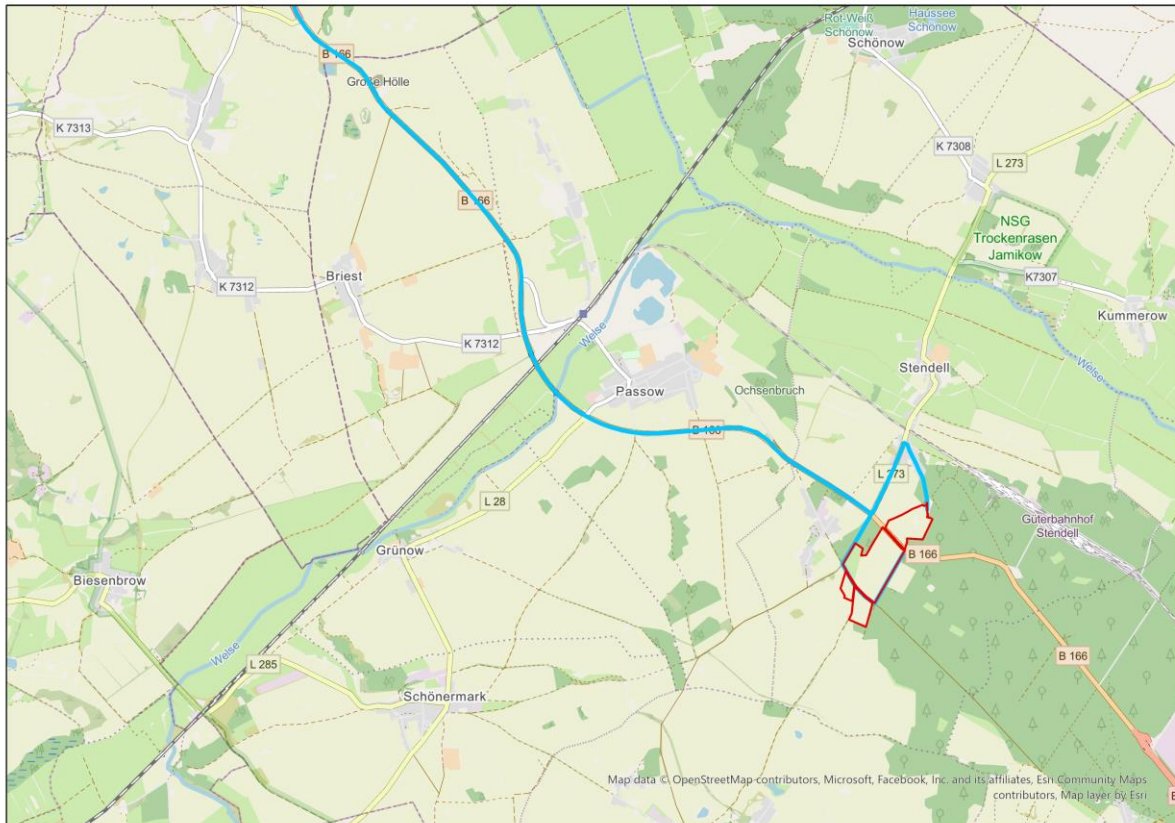 Rot-Weiß
Schönow
Haussee
Schönow
Schönow
B 166
Große Hölle
K 7313
K 7308
L 273
B 166
NSG
Trockenrasen
Jamikow
K7307
Briest
K 7312
Kummerow
K 7312
Welse
Welse
Stendell
Passow
Ochsenbruch
B 166
L 273
L 28
Güterbahnhof
Stendell
Grünow
B 166
Biesenbrow
Welse
L 285
B 166
Schönermark
Map data © OpenStreetMap contributors, Microsoft, Facebook, Inc. and its affiliates, Esri Community Maps
contributors, Map layer by Esri